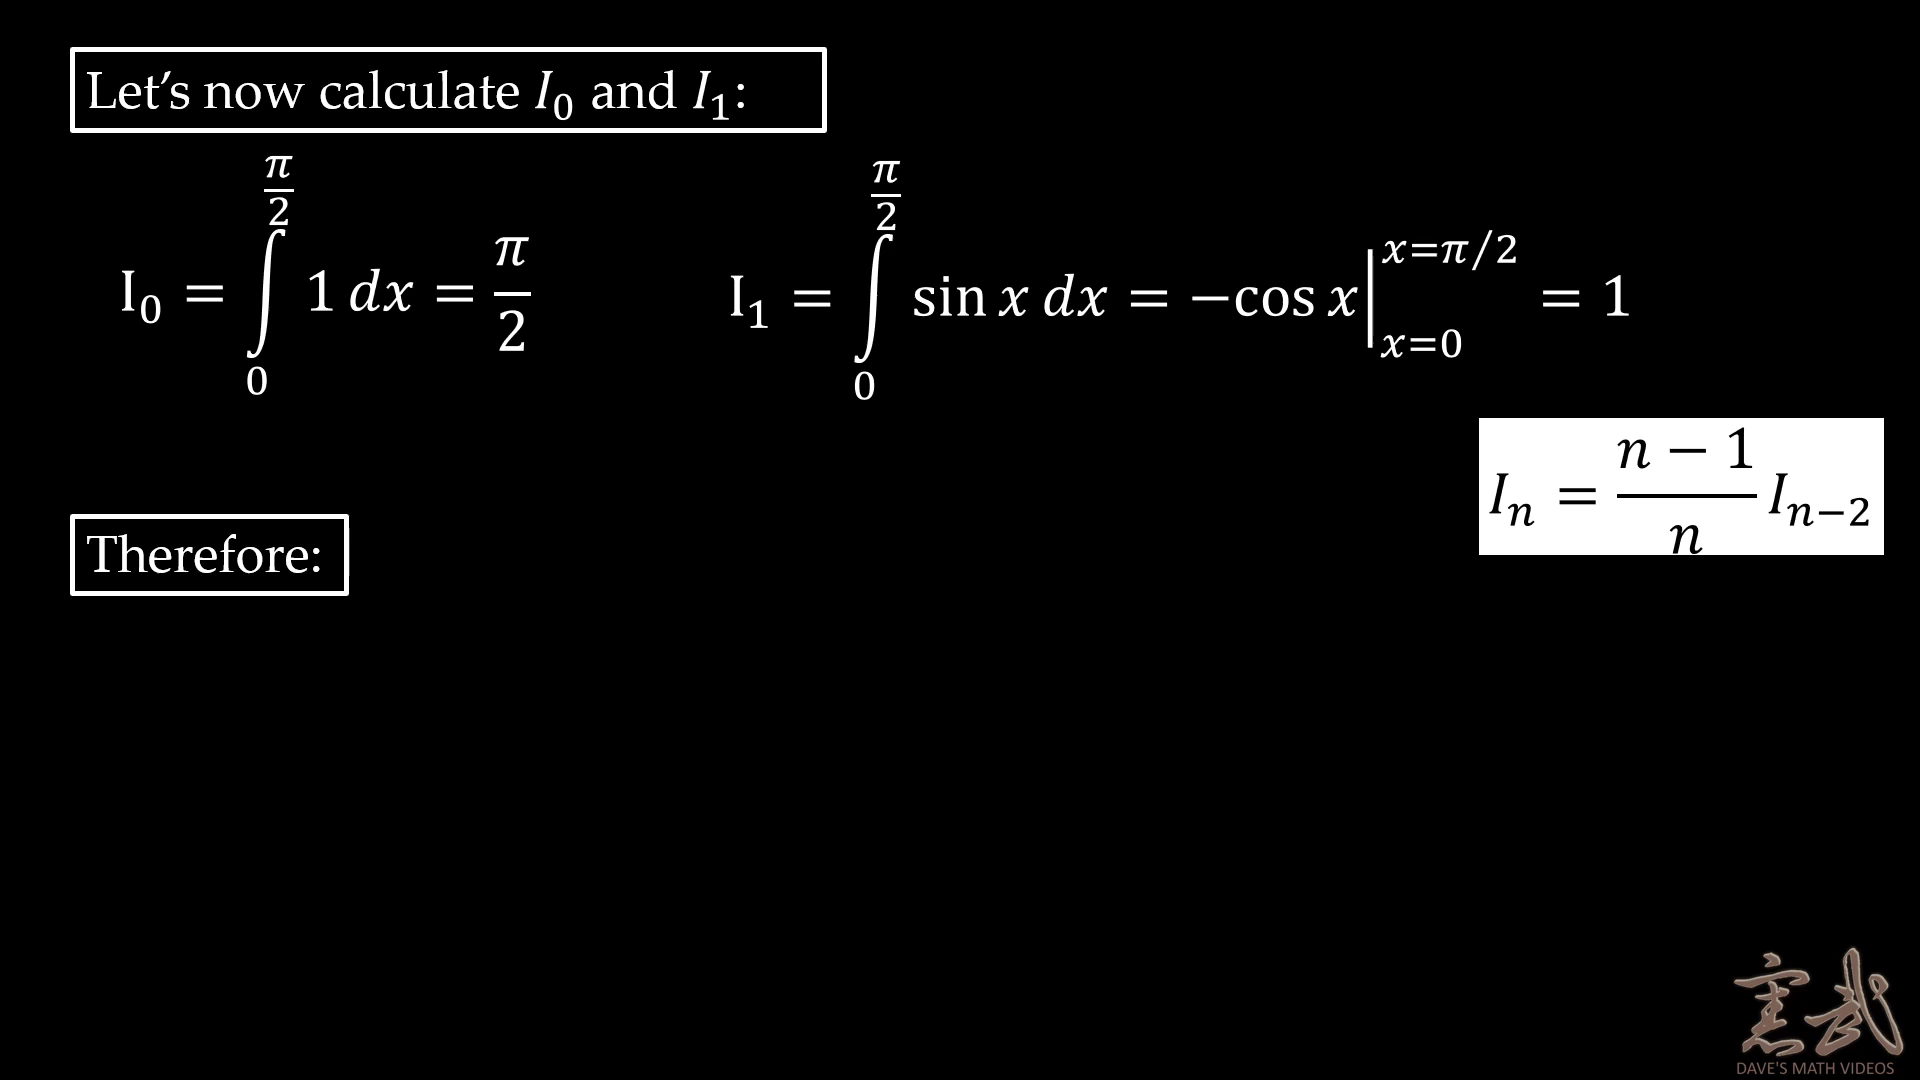 Let's now calculate I₀ and I₁:
I₀ = ∫₀^(π/2) 1 dx = π/2
I₁ = ∫₀^(π/2) sin x dx = −cos x |_(x=0)^(x=π/2) = 1
Iₙ = (n − 1)/n Iₙ₋₂
Therefore:
DAVE'S MATH VIDEOS